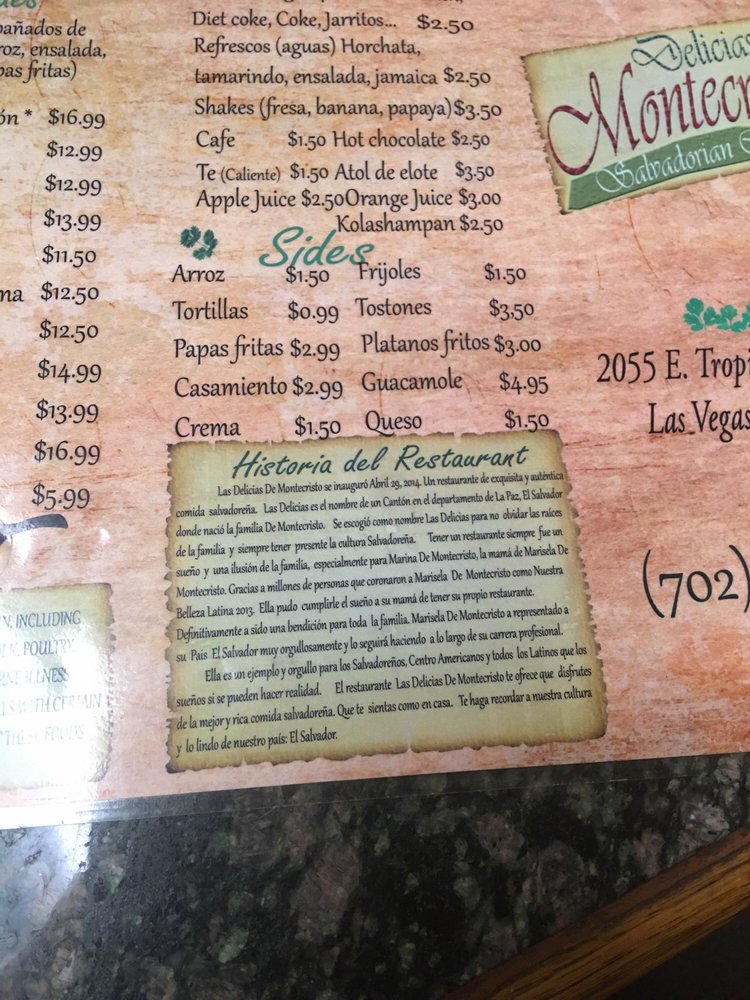 pañados de
roz, ensalada,
pas fritas)
ón * $16.99
$12.99
$12.99
$13.99
$11.50
na $12.50
$12.50
$14.99
$13.99
$16.99
$5.99
N, INCLUDING
POULTRY,
ILLNESS
LS WITH CERTAIN
THESE FOODS
Diet coke, Coke, Jarritos... $2.50
Refrescos (aguas) Horchata,
tamarindo, ensalada, jamaica $2.50
Shakes (fresa, banana, papaya)$3.50
Cafe $1.50 Hot chocolate $2.50
Te (Caliente) $1.50 Atol de elote $3.50
Apple Juice $2.50Orange Juice $3.00
Kolashampan $2.50
Sides
Arroz $1.50 Frijoles $1.50
Tortillas $0.99 Tostones $3,50
Papas fritas $2.99 Platanos fritos $3.00
Casamiento $2.99 Guacamole $4.95
Crema $1.50 Queso $1.50
Historia del Restaurant
Las Delicias De Montecristo se inauguró Abril 29, 2014. Un restaurante de exquisita y auténtica
comida salvadoreña. Las Delicias es el nombre de un Cantón en el departamento de La Paz, El Salvador
donde nació la familia De Montecristo. Se escogió como nombre Las Delicias para no olvidar las raíces
de la familia y siempre tener presente la cultura Salvadoreña. Tener un restaurante siempre fue un
sueño y una ilusión de la familia, especialmente para Marina De Montecristo, la mamá de Marisela De
Montecristo. Gracias a millones de personas que coronaron a Marisela De Montecristo como Nuestra
Belleza Latina 2013. Ella pudo cumplirle el sueño a su mamá de tener su propio restaurante.
Definitivamente a sido una bendición para toda la familia. Marisela De Montecristo a representado a
su País El Salvador muy orgullosamente y lo seguirá haciendo a lo largo de su carrera profesional.
Ella es un ejemplo y orgullo para los Salvadoreños, Centro Americanos y todos los Latinos que los
sueños si se pueden hacer realidad. El restaurante Las Delicias De Montecristo te ofrece que disfrutes
de la mejor y rica comida salvadoreña. Que te sientas como en casa. Te haga recordar a nuestra cultura
y lo lindo de nuestro país: El Salvador.
Delicias
Montecr
Salvadorian
2055 E. Tropi
Las Vegas
(702)